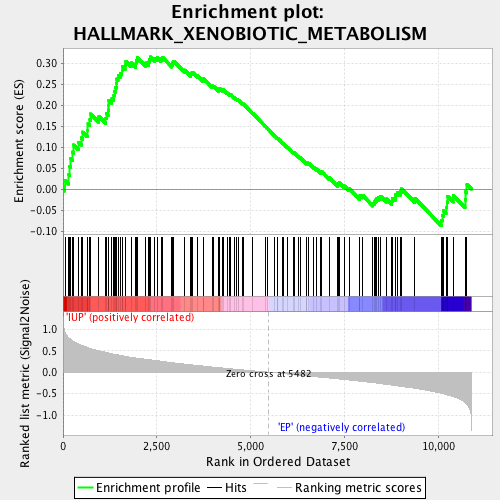 Enrichment plot:
HALLMARK_XENOBIOTIC_METABOLISM
Enrichment score (ES)
0.30
0.25
0.20
0.15
0.10
0.05
0.00
-0.05
-0.10
Ranked list metric (Signal2Noise)
'IUP' (positively correlated)
1.0
0.5
0.0
-0.5
-1.0
Zero cross at 5482
'EP' (negatively correlated)
0
2,500
5,000
7,500
10,000
Rank in Ordered Dataset
Enrichment profile
Hits
Ranking metric scores